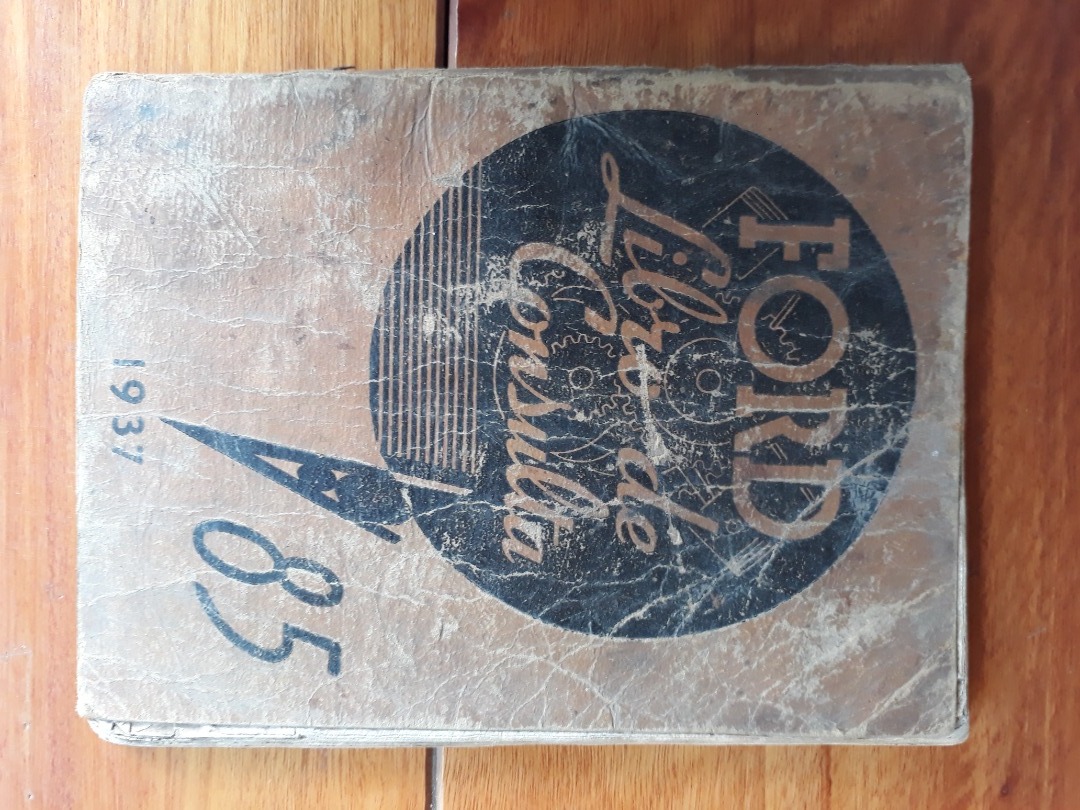 FORD
Libro de
Consulta
V 85
1937